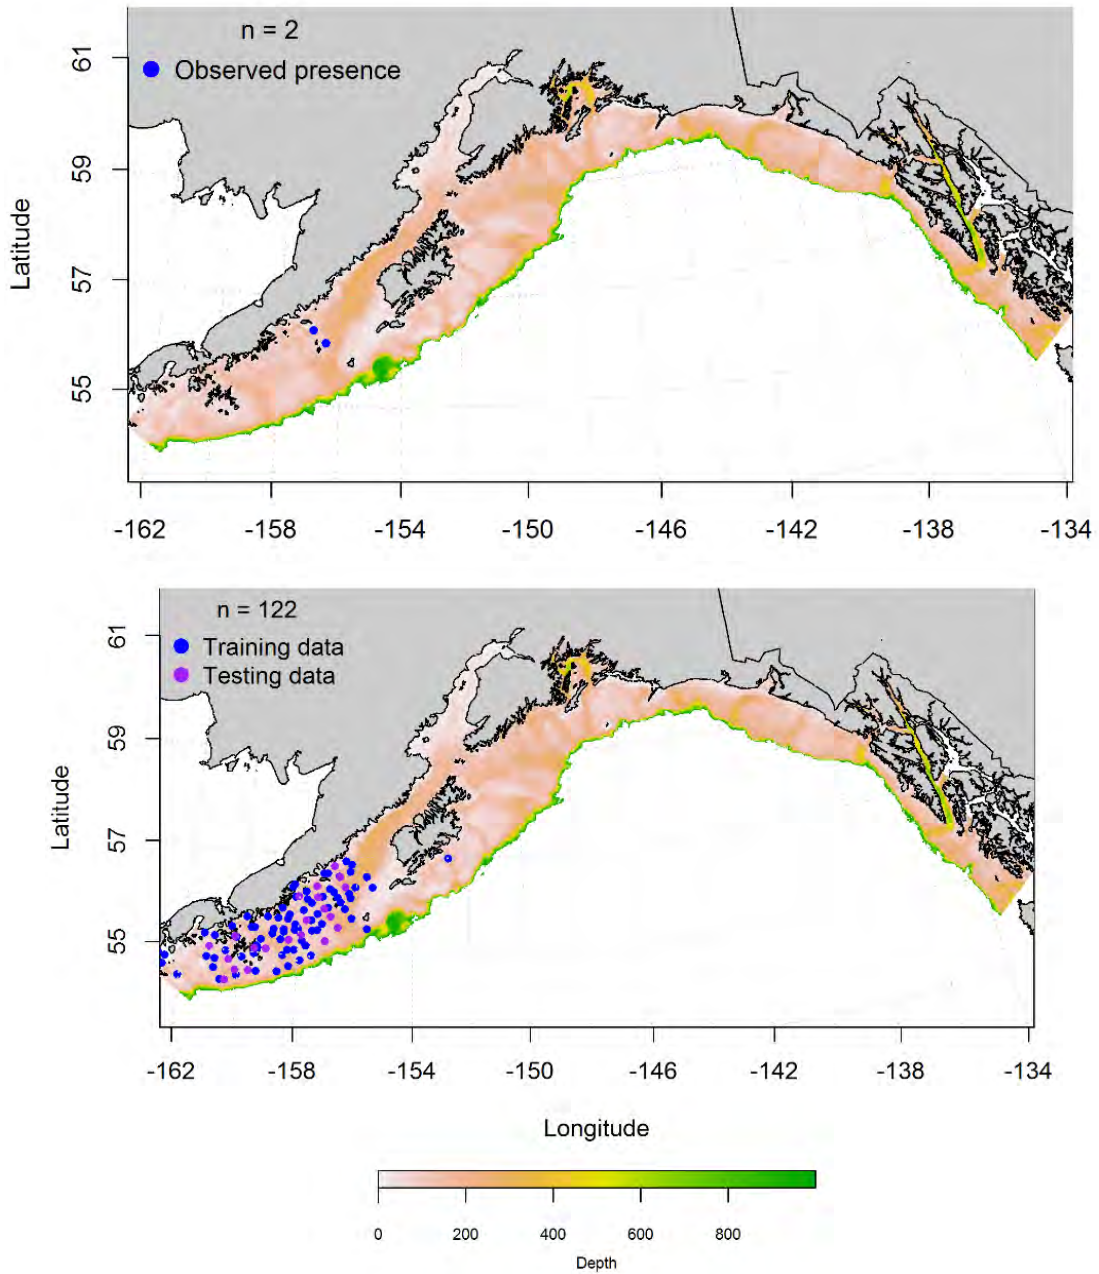 n = 2
Observed presence
61
59
57
55
Latitude
-162 -158 -154 -150 -146 -142 -138 -134
n = 122
Training data
Testing data
61
59
57
55
Latitude
-162 -158 -154 -150 -146 -142 -138 -134
Longitude
0 200 400 600 800
Depth